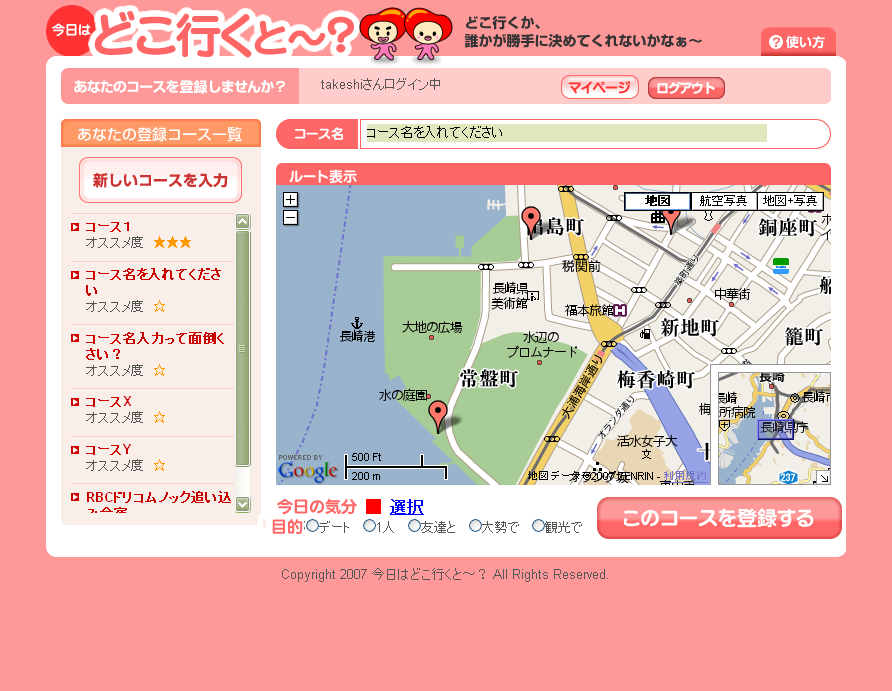 今日は
どこ行くと〜?
どこ行くか、
誰かが勝手に決めてくれないかなぁ〜
?使い方
あなたのコースを登録しませんか?
takeshiさんログイン中
マイページ
ログアウト
あなたの登録コース一覧
新しいコースを入力
コース1
オススメ度 ★★★
コース名を入れてくださ
い
オススメ度 ☆
コース名入力って面倒く
さい?
オススメ度 ☆
コースX
オススメ度 ☆
コースY
オススメ度 ☆
RBCドリコムノック追い込
み合宿
コース名
コース名を入れてください
ルート表示
+
-
地図
航空写真
地図+写真
出島町
銅座町
税関前
築町通り
長崎県
美術館
中華街
福本旅館
新地町
籠町
長崎港
大地の広場
水辺の
プロムナード
常盤町
梅香崎町
水の庭園
大浦海岸通り
オランダ通り
活水女子大
文
梅
長崎
長崎市
所病院
長崎県庁
237
POWERED BY
Google
500 Ft
200 m
利用規約
今日の気分
選択
目的:
デート
1人
友達と
大勢で
観光で
このコースを登録する
Copyright 2007 今日はどこ行くと〜? All Rights Reserved.